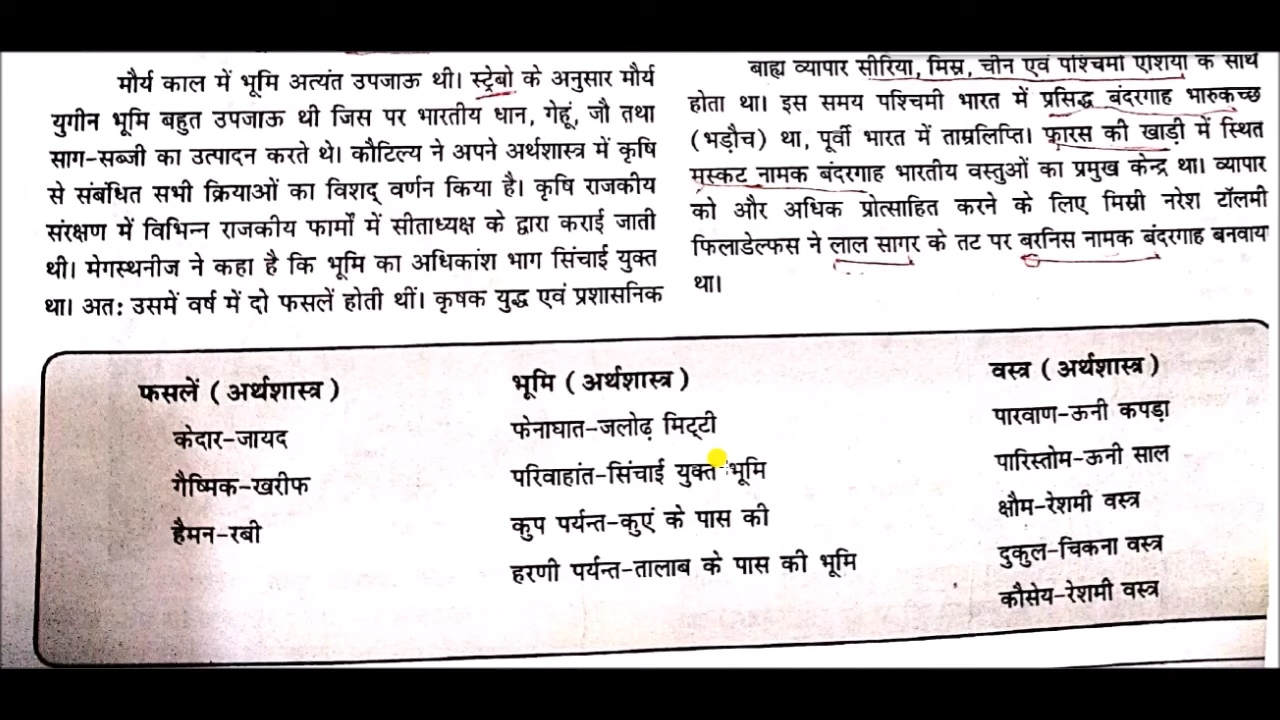 मौर्य काल में भूमि अत्यंत उपजाऊ थी। स्ट्रेबो के अनुसार मौर्य
युगीन भूमि बहुत उपजाऊ थी जिस पर भारतीय धान, गेहूं, जौ तथा
साग-सब्जी का उत्पादन करते थे। कौटिल्य ने अपने अर्थशास्त्र में कृषि
से संबंधित सभी क्रियाओं का विशद् वर्णन किया है। कृषि राजकीय
संरक्षण में विभिन्न राजकीय फार्मों में सीताध्यक्ष के द्वारा कराई जाती
थी। मेगस्थनीज ने कहा है कि भूमि का अधिकांश भाग सिंचाई युक्त
था। अत: उसमें वर्ष में दो फसलें होती थीं। कृषक युद्ध एवं प्रशासनिक
बाह्य व्यापार सीरिया, मिस्र, चीन एवं पश्चिमी एशिया के साथ
होता था। इस समय पश्चिमी भारत में प्रसिद्ध बंदरगाह भारुकच्छ
(भड़ौच) था, पूर्वी भारत में ताम्रलिप्ति। फ़ारस की खाड़ी में स्थित
मस्कट नामक बंदरगाह भारतीय वस्तुओं का प्रमुख केन्द्र था। व्यापार
को और अधिक प्रोत्साहित करने के लिए मिस्री नरेश टॉलमी
फिलाडेल्फस ने लाल सागर के तट पर बरनिस नामक बंदरगाह बनवाय
था।
फसलें (अर्थशास्त्र)
केदार-जायद
गैष्मिक-खरीफ
हैमन-रबी
भूमि (अर्थशास्त्र)
फेनाघात-जलोढ़ मिट्टी
परिवाहांत-सिंचाई युक्त भूमि
कुप पर्यन्त-कुएं के पास की
हरणी पर्यन्त-तालाब के पास की भूमि
वस्त्र (अर्थशास्त्र)
पारवाण-ऊनी कपड़ा
पारिस्तोम-ऊनी साल
क्षौम-रेशमी वस्त्र
दुकुल-चिकना वस्त्र
कौसेय-रेशमी वस्त्र